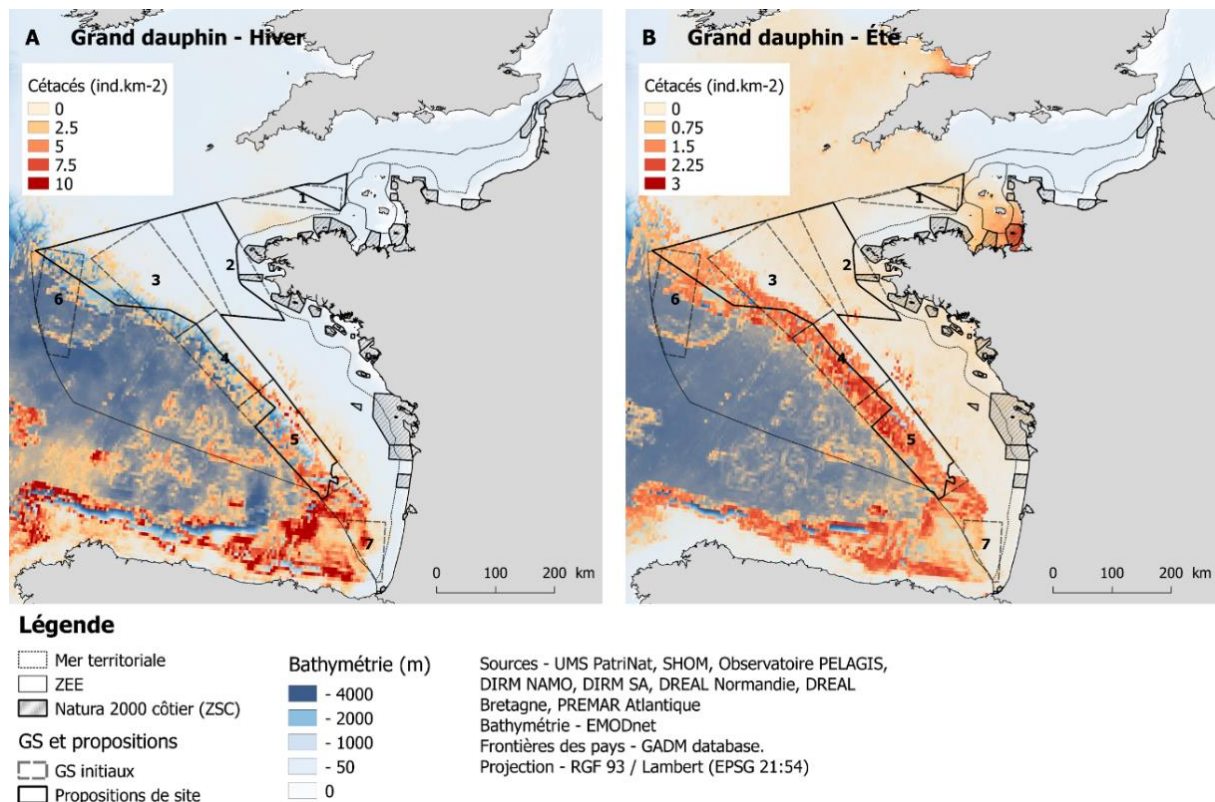 A Grand dauphin - Hiver
Cétacés (ind.km-2)
0
2.5
5
7.5
10
1
2
3
4
5
6
7
0 100 200 km
B Grand dauphin - Été
Cétacés (ind.km-2)
0
0.75
1.5
2.25
3
1
2
3
4
5
6
7
0 100 200 km
Légende
Mer territoriale
ZEE
Natura 2000 côtier (ZSC)
GS et propositions
GS initiaux
Propositions de site
Bathymétrie (m)
- 4000
- 2000
- 1000
- 50
0
Sources - UMS PatriNat, SHOM, Observatoire PELAGIS,
DIRM NAMO, DIRM SA, DREAL Normandie, DREAL
Bretagne, PREMAR Atlantique
Bathymétrie - EMODnet
Frontières des pays - GADM database.
Projection - RGF 93 / Lambert (EPSG 21:54)